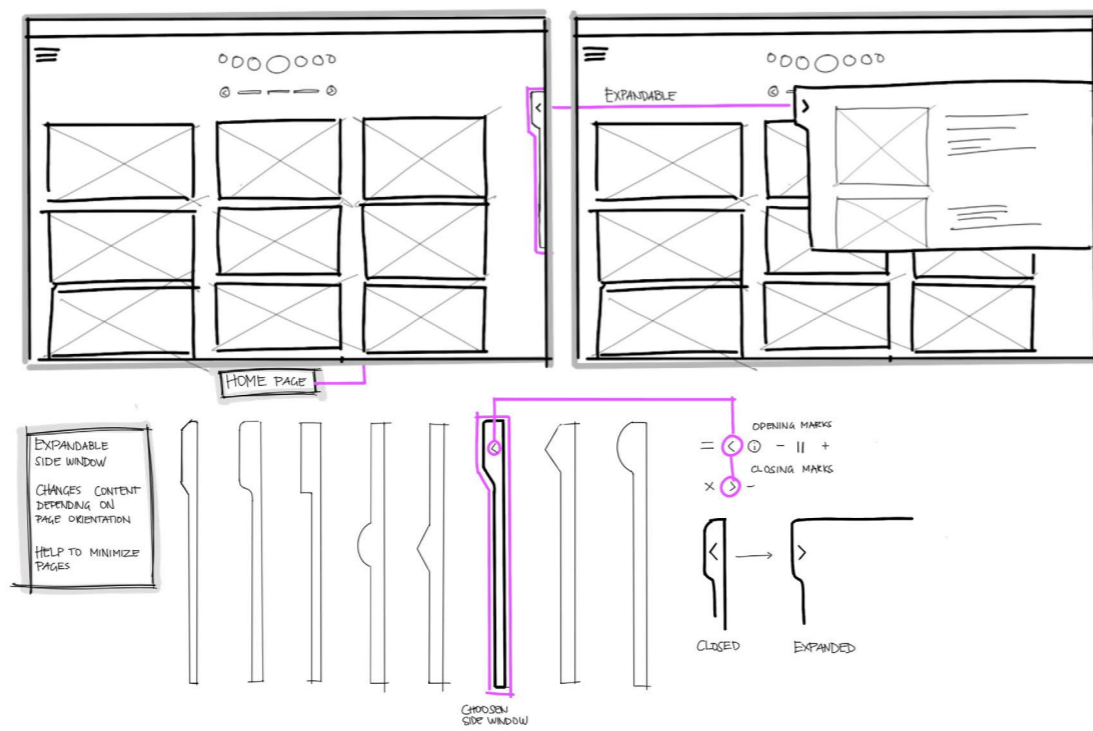 EXPANDABLE
HOME PAGE
EXPANDABLE
SIDE WINDOW
CHANGES CONTENT
DEPENDING ON
PAGE ORIENTATION
HELP TO MINIMIZE
PAGES
OPENING MARKS
= < ⓘ - || +
CLOSING MARKS
× > -
CLOSED
EXPANDED
CHOOSEN
SIDE WINDOW